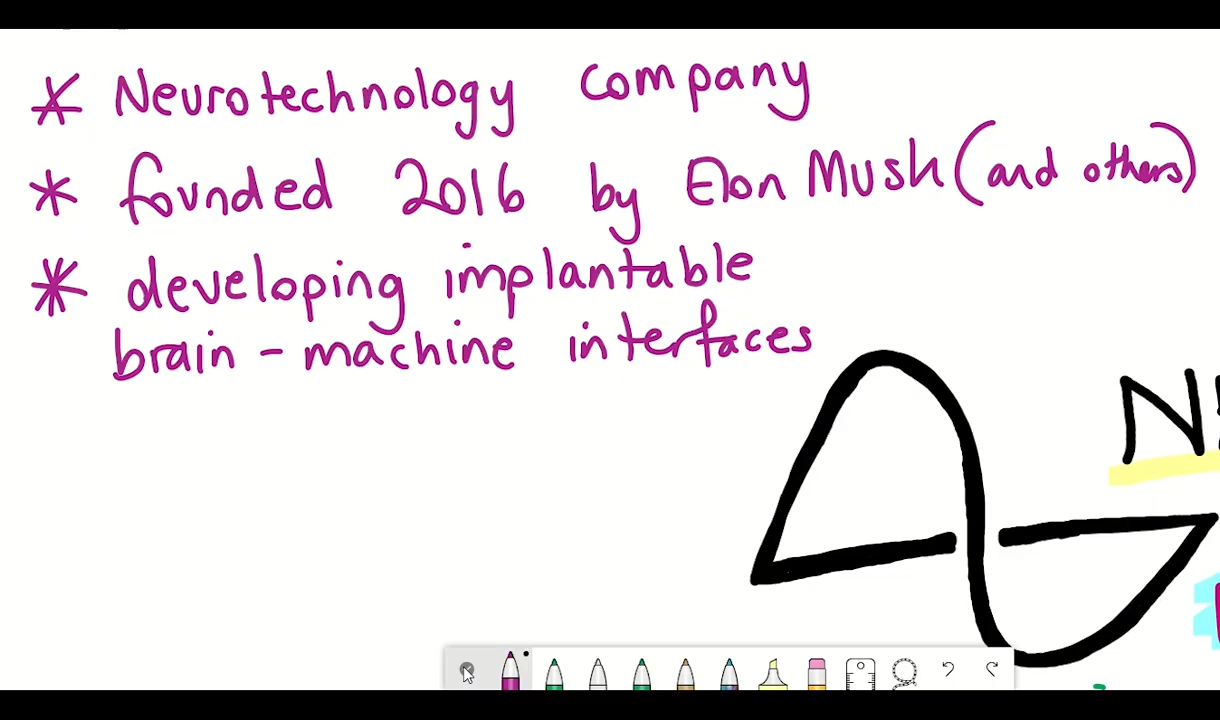 * Neurotechnology company
* founded 2016 by Elon Musk (and others)
* developing implantable
brain - machine interfaces